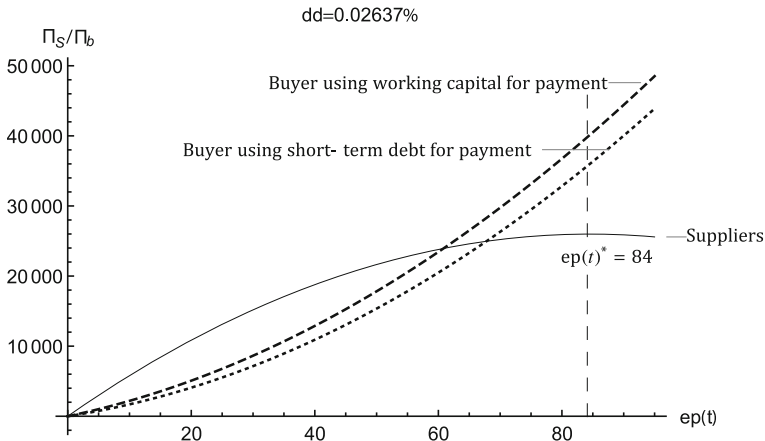 dd=0.02637%
Π_S/Π_b
50 000
Buyer using working capital for payment
40 000
Buyer using short- term debt for payment
30 000
Suppliers
ep(t)* = 84
20 000
10 000
20
40
60
80
ep(t)